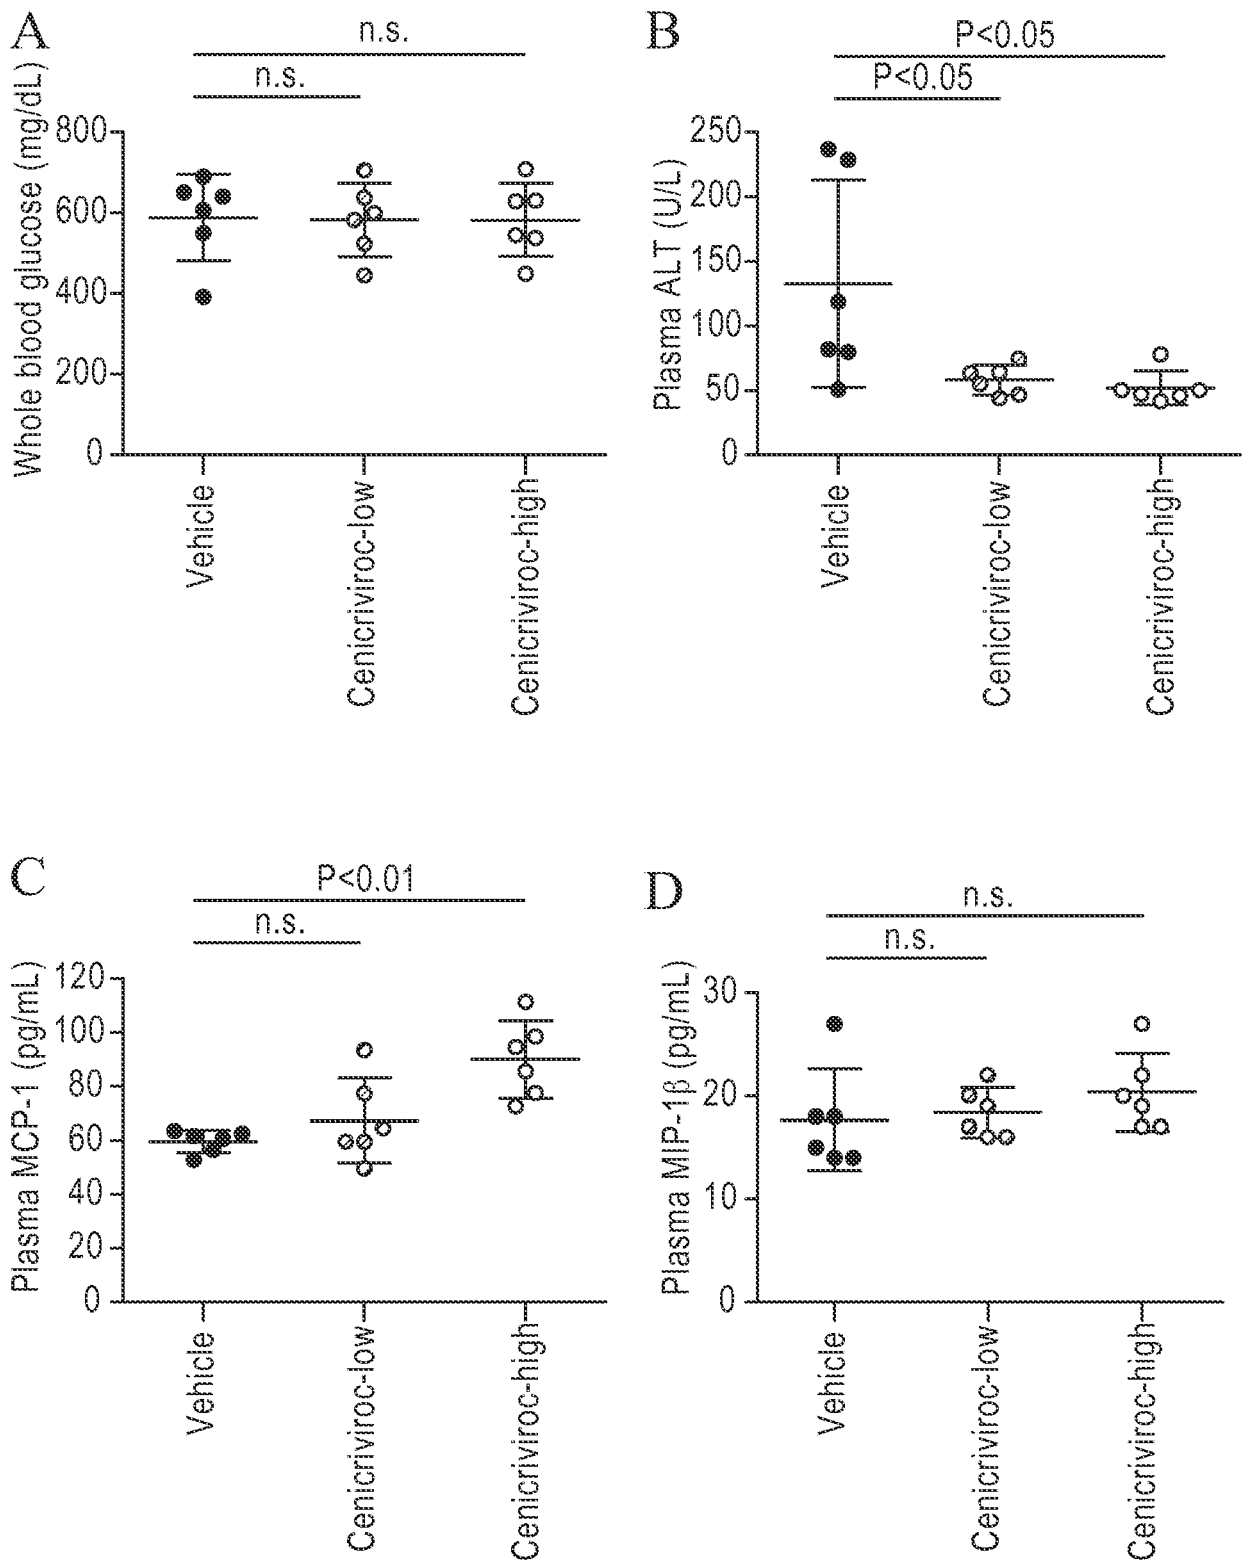 A
n.s.
n.s.
Whole blood glucose (mg/dL)
800
600
400
200
0
Vehicle
Cenicriviroc-low
Cenicriviroc-high
B
P<0.05
P<0.05
Plasma ALT (U/L)
250
200
150
100
50
0
Vehicle
Cenicriviroc-low
Cenicriviroc-high
C
P<0.01
n.s.
Plasma MCP-1 (pg/mL)
120
100
80
60
40
20
0
Vehicle
Cenicriviroc-low
Cenicriviroc-high
D
n.s.
n.s.
Plasma MIP-1β (pg/mL)
30
20
10
0
Vehicle
Cenicriviroc-low
Cenicriviroc-high